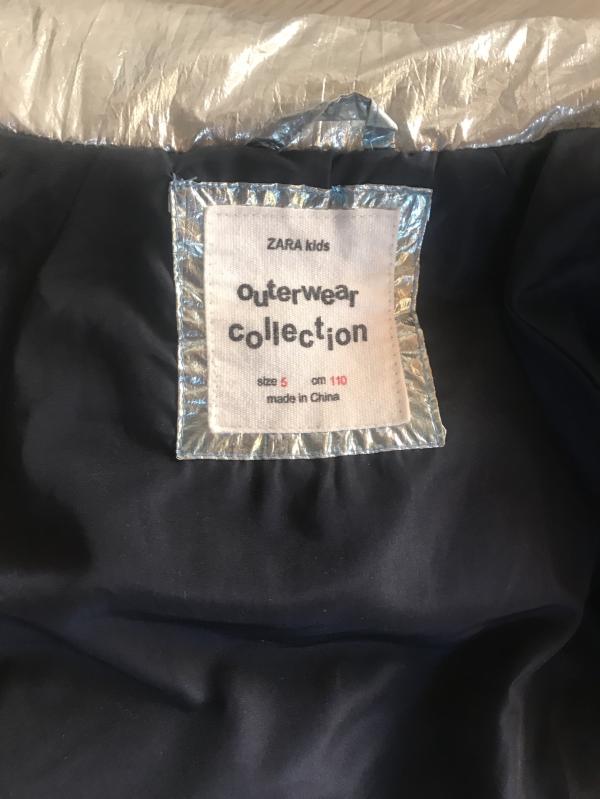 ZARA kids
outerwear
collection
size 5 cm 110
made in China